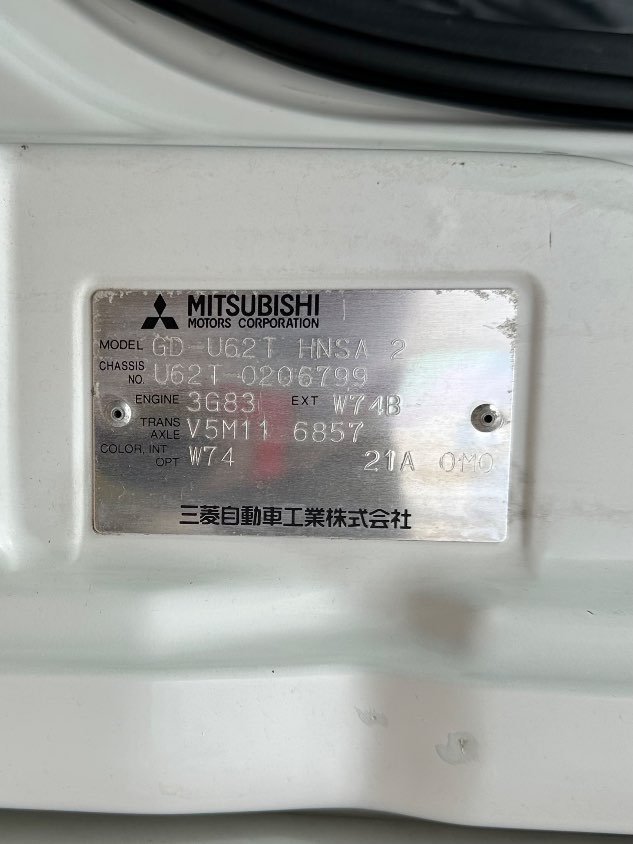 MITSUBISHI
MOTORS CORPORATION
MODEL GD-U62T HNSA 2
CHASSIS NO. U62T-0206799
ENGINE 3G83 EXT W74B
TRANS AXLE V5M11 6857
COLOR, INT OPT W74 21A 0M0
三菱自動車工業株式会社